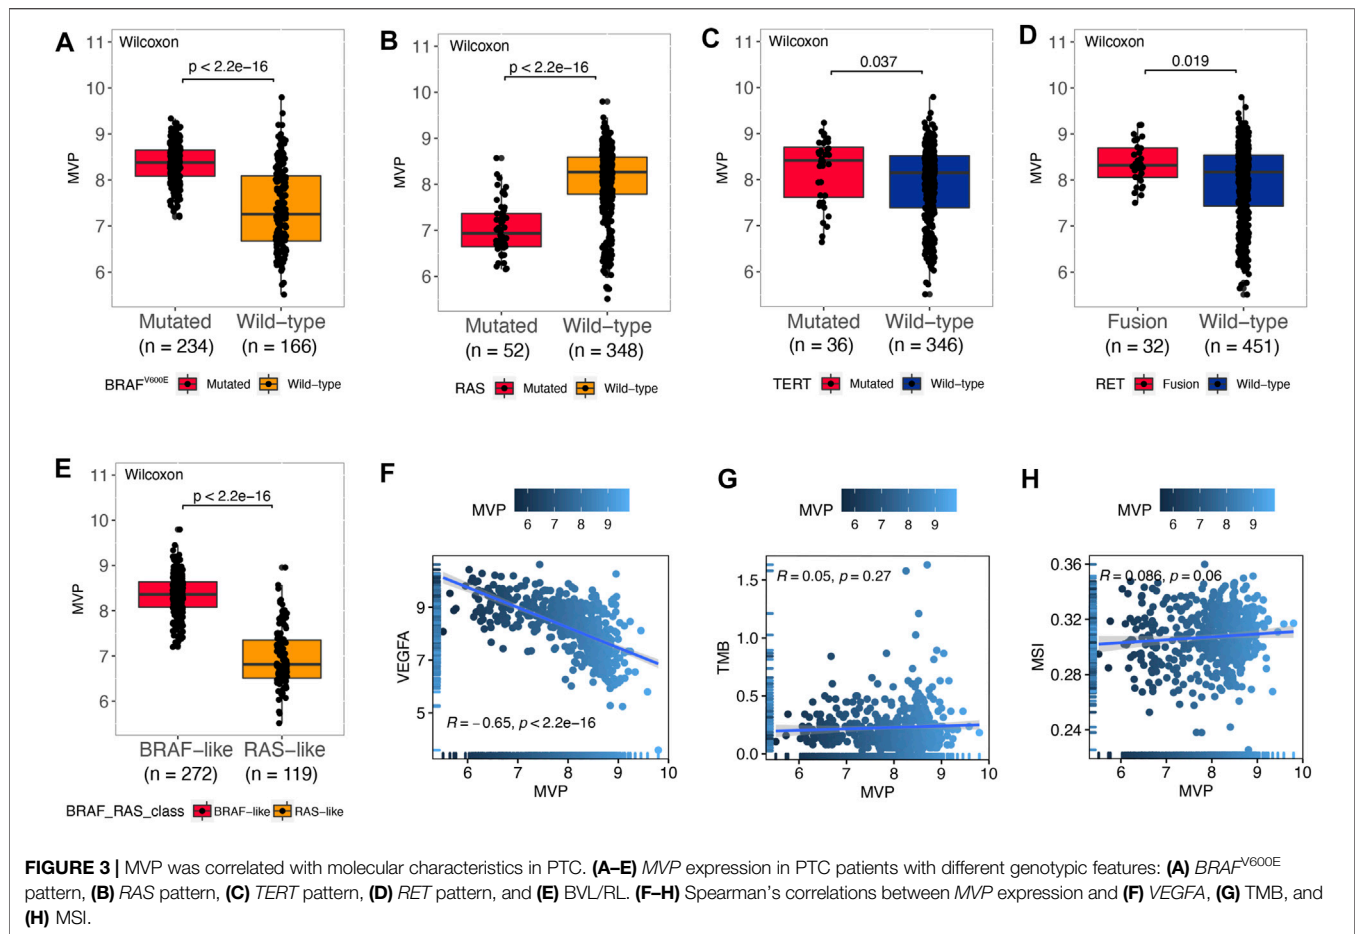 A
Wilcoxon
p < 2.2e−16
11
10
9
8
7
6
MVP
Mutated
(n = 234)
Wild−type
(n = 166)
BRAFV600E Mutated Wild−type
B
Wilcoxon
p < 2.2e−16
11
10
9
8
7
6
MVP
Mutated
(n = 52)
Wild−type
(n = 348)
RAS Mutated Wild−type
C
Wilcoxon
0.037
11
10
9
8
7
6
MVP
Mutated
(n = 36)
Wild−type
(n = 346)
TERT Mutated Wild−type
D
Wilcoxon
0.019
11
10
9
8
7
6
MVP
Fusion
(n = 32)
Wild−type
(n = 451)
RET Fusion Wild−type
E
Wilcoxon
p < 2.2e−16
11
10
9
8
7
6
MVP
BRAF−like
(n = 272)
RAS−like
(n = 119)
BRAF_RAS_class BRAF−like RAS−like
F
MVP
6 7 8 9
R = −0.65, p < 2.2e−16
9
7
5
VEGFA
6 7 8 9 10
MVP
G
MVP
6 7 8 9
R = 0.05, p = 0.27
1.5
1.0
0.5
0.0
TMB
6 7 8 9 10
MVP
H
MVP
6 7 8 9
R = 0.086, p = 0.06
0.36
0.32
0.28
0.24
MSI
6 7 8 9 10
MVP
FIGURE 3 | MVP was correlated with molecular characteristics in PTC. (A–E) MVP expression in PTC patients with different genotypic features: (A) BRAFV600E
pattern, (B) RAS pattern, (C) TERT pattern, (D) RET pattern, and (E) BVL/RL. (F–H) Spearman's correlations between MVP expression and (F) VEGFA, (G) TMB, and
(H) MSI.